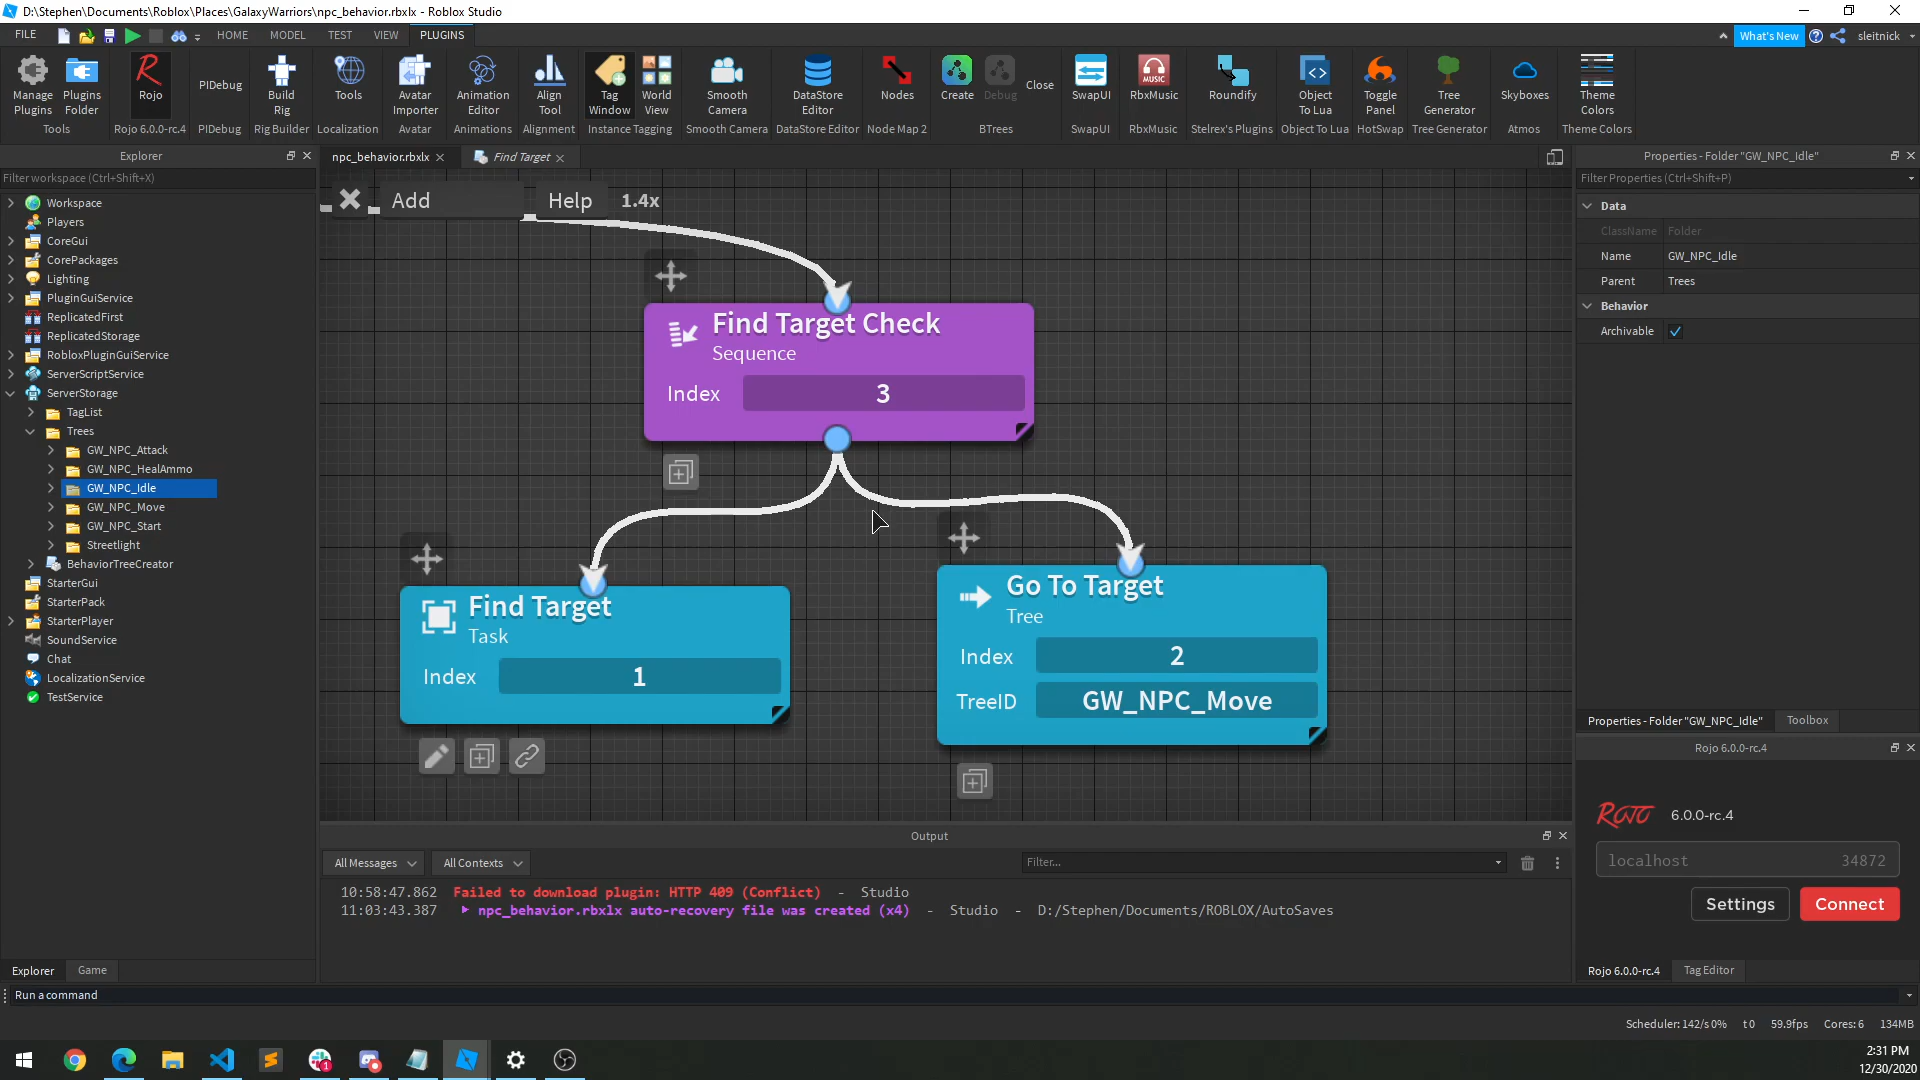 D:\Stephen\Documents\Roblox\Places\GalaxyWarriors\npc_behavior.rbxlx - Roblox Studio
FILE HOME MODEL TEST VIEW PLUGINS What's New sleitnick
Manage Plugins
Plugins Folder
Tools
Rojo
Rojo 6.0.0-rc.4
PIDebug
PIDebug
Build Rig
Rig Builder
Tools
Localization
Avatar Importer
Avatar
Animation Editor
Animations
Align Tool
Alignment
Tag Window
World View
Instance Tagging
Smooth Camera
Smooth Camera
DataStore Editor
DataStore Editor
Nodes
Node Map 2
Create
Debug
Close
BTrees
SwapUI
SwapUI
MUSIC
RbxMusic
RbxMusic
Roundify
Stelrex's Plugins
Object To Lua
Object To Lua
Toggle Panel
HotSwap
Tree Generator
Tree Generator
Skyboxes
Atmos
Theme Colors
Theme Colors
Explorer
Filter workspace (Ctrl+Shift+X)
Workspace
Players
CoreGui
CorePackages
Lighting
PluginGuiService
ReplicatedFirst
ReplicatedStorage
RobloxPluginGuiService
ServerScriptService
ServerStorage
TagList
Trees
GW_NPC_Attack
GW_NPC_HealAmmo
GW_NPC_Idle
GW_NPC_Move
GW_NPC_Start
Streetlight
BehaviorTreeCreator
StarterGui
StarterPack
StarterPlayer
SoundService
Chat
LocalizationService
TestService
Explorer Game
npc_behavior.rbxlx Find Target
Add Help 1.4x
Find Target Check
Sequence
Index 3
Find Target
Task
Index 1
Go To Target
Tree
Index 2
TreeID GW_NPC_Move
Output
All Messages All Contexts Filter...
10:58:47.862 Failed to download plugin: HTTP 409 (Conflict) - Studio
11:03:43.387 npc_behavior.rbxlx auto-recovery file was created (x4) - Studio - D:/Stephen/Documents/ROBLOX/AutoSaves
Properties - Folder "GW_NPC_Idle"
Filter Properties (Ctrl+Shift+P)
Data
ClassName Folder
Name GW_NPC_Idle
Parent Trees
Behavior
Archivable
Properties - Folder "GW_NPC_Idle" Toolbox
Rojo 6.0.0-rc.4
ROJO 6.0.0-rc.4
localhost 34872
Settings Connect
Rojo 6.0.0-rc.4 Tag Editor
Run a command
Scheduler: 142/s 0% t 0 59.9fps Cores: 6 134MB
1
2:31 PM
12/30/2020